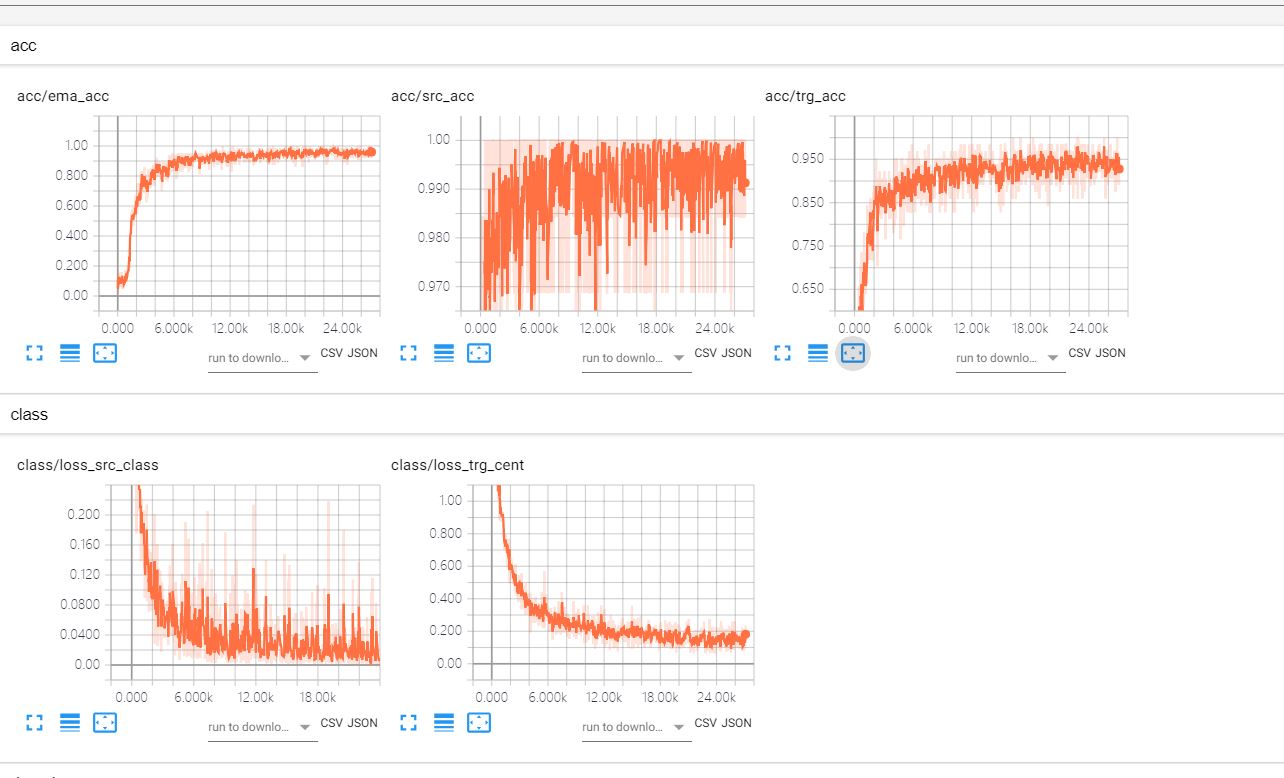 acc
acc/ema_acc acc/src_acc acc/trg_acc
1.00
0.800
0.600
0.400
0.200
0.00
0.000 6.000k 12.00k 18.00k 24.00k
1.00
0.990
0.980
0.970
0.000 6.000k 12.00k 18.00k 24.00k
0.950
0.850
0.750
0.650
0.000 6.000k 12.00k 18.00k 24.00k
run to downlo... CSV JSON run to downlo... CSV JSON run to downlo... CSV JSON
class
class/loss_src_class class/loss_trg_cent
0.200
0.160
0.120
0.0800
0.0400
0.00
0.000 6.000k 12.00k 18.00k
1.00
0.800
0.600
0.400
0.200
0.00
0.000 6.000k 12.00k 18.00k 24.00k
run to downlo... CSV JSON run to downlo... CSV JSON